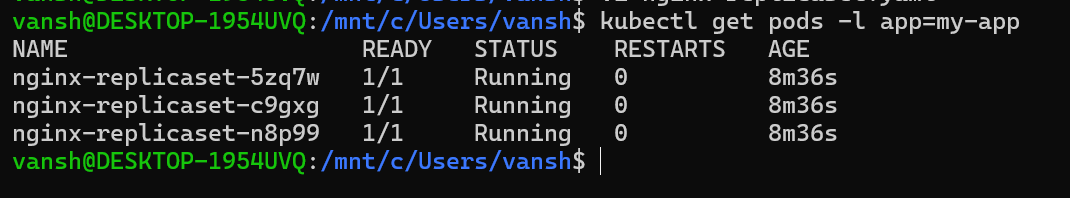 vansh@DESKTOP-1954UVQ:/mnt/c/Users/vansh$ kubectl get pods -l app=my-app
NAME                     READY   STATUS    RESTARTS   AGE
nginx-replicaset-5zq7w   1/1     Running   0          8m36s
nginx-replicaset-c9gxg   1/1     Running   0          8m36s
nginx-replicaset-n8p99   1/1     Running   0          8m36s
vansh@DESKTOP-1954UVQ:/mnt/c/Users/vansh$